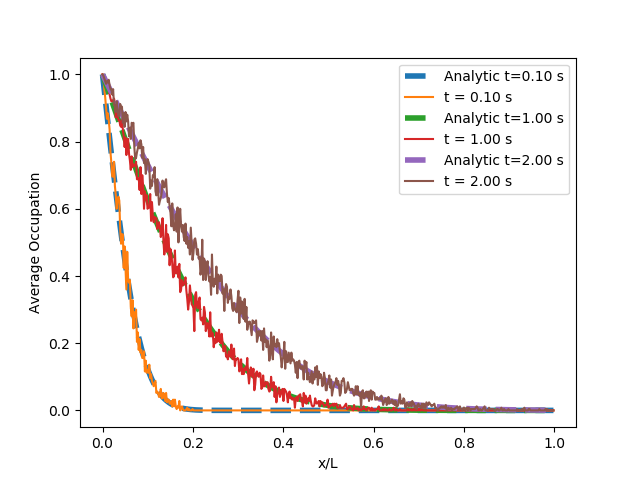 Analytic t=0.10 s
t = 0.10 s
Analytic t=1.00 s
t = 1.00 s
Analytic t=2.00 s
t = 2.00 s
Average Occupation
1.0
0.8
0.6
0.4
0.2
0.0
0.0 0.2 0.4 0.6 0.8 1.0
x/L